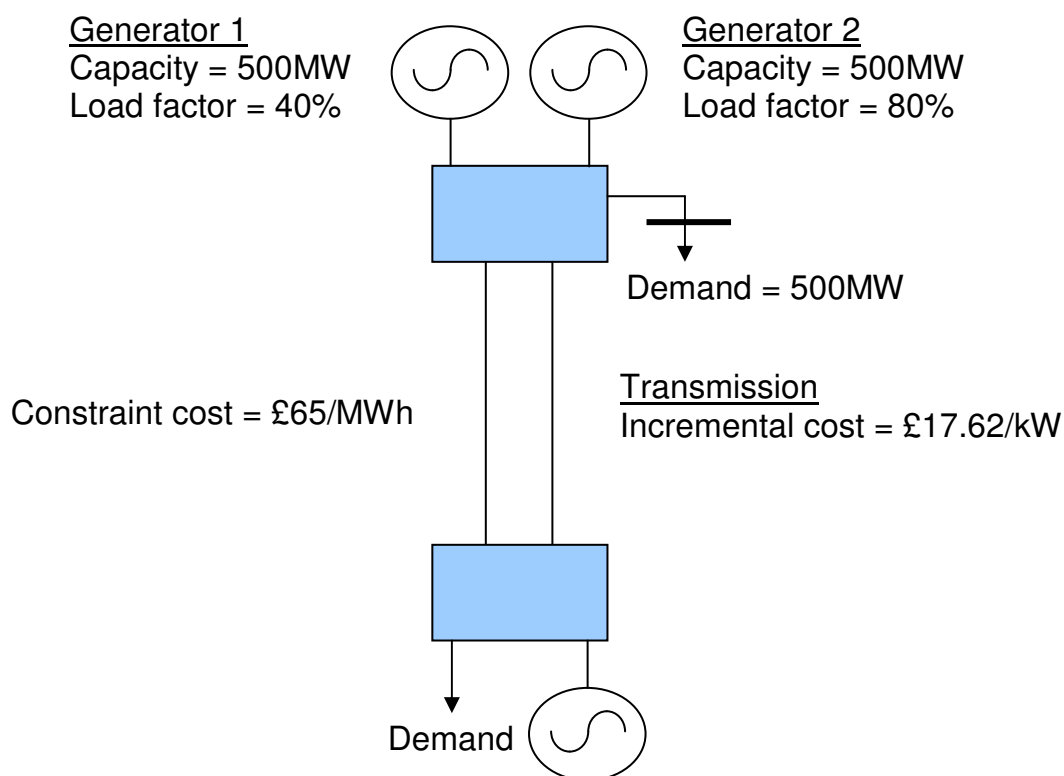 Generator 1
Capacity = 500MW
Load factor = 40%
Generator 2
Capacity = 500MW
Load factor = 80%
Demand = 500MW
Constraint cost = £65/MWh
Transmission
Incremental cost = £17.62/kW
Demand